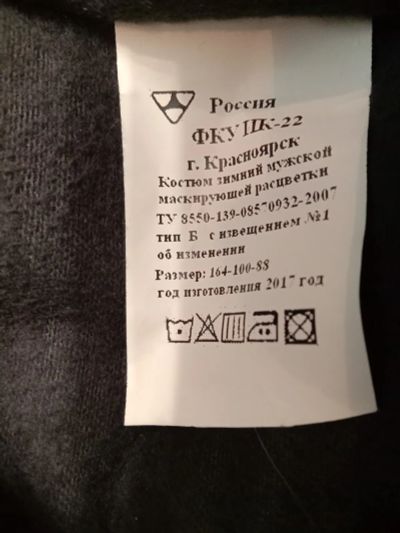 Россия
ФКУ ИК-22
г. Красноярск
Костюм зимний мужской
маскирующей расцветки
ТУ 8550-139-08570932-2007
тип Б с извещением №1
об изменении
Размер: 164-100-88
год изготовления 2017 год